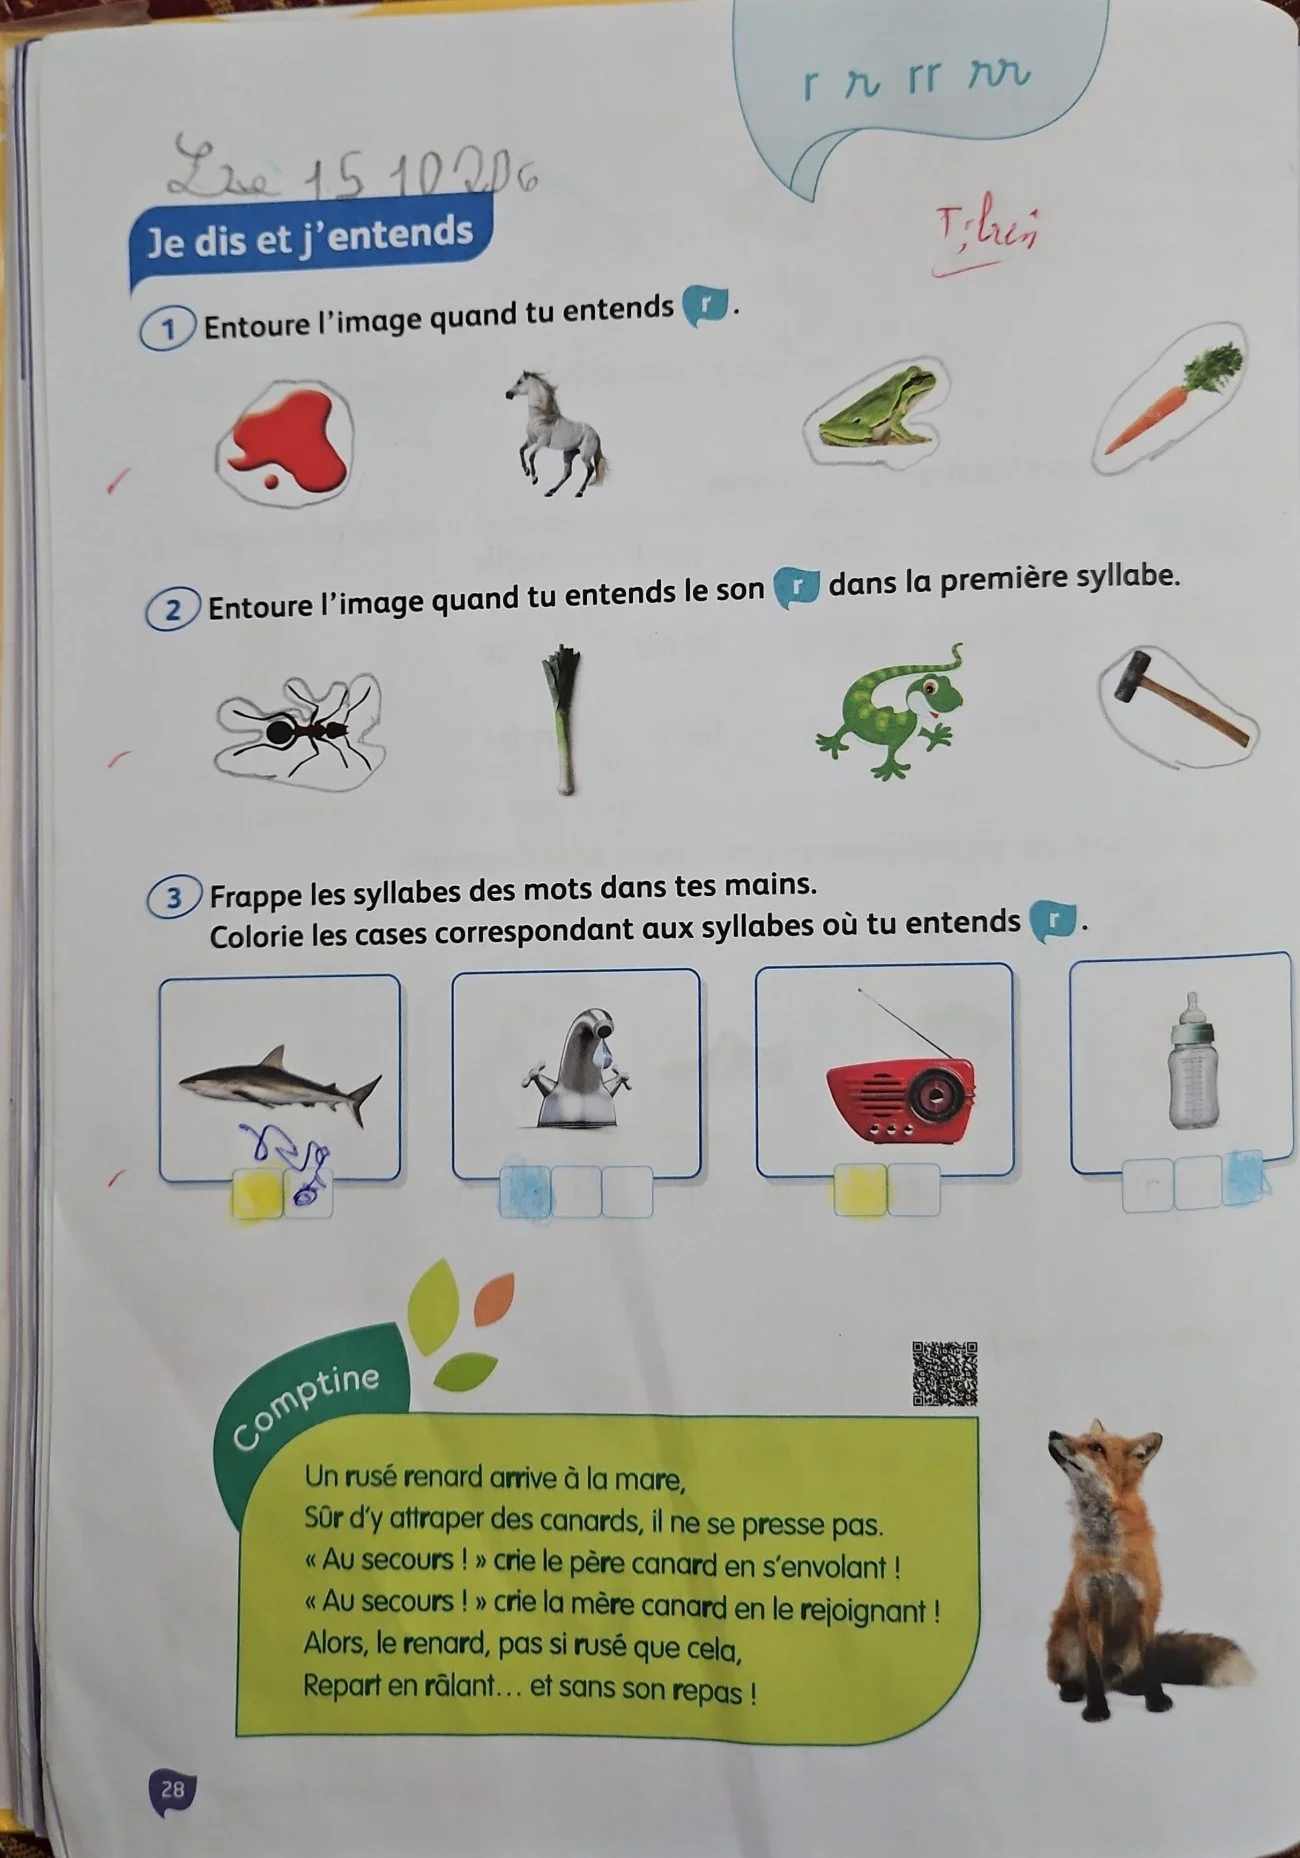 r r rr rr
15 10
Je dis et j'entends
T. bien
1 Entoure l'image quand tu entends r .
2 Entoure l'image quand tu entends le son r dans la première syllabe.
3 Frappe les syllabes des mots dans tes mains.
Colorie les cases correspondant aux syllabes où tu entends r .
Comptine
Un rusé renard arrive à la mare,
Sûr d'y attraper des canards, il ne se presse pas.
« Au secours ! » crie le père canard en s'envolant !
« Au secours ! » crie la mère canard en le rejoignant !
Alors, le renard, pas si rusé que cela,
Repart en râlant... et sans son repas !
28